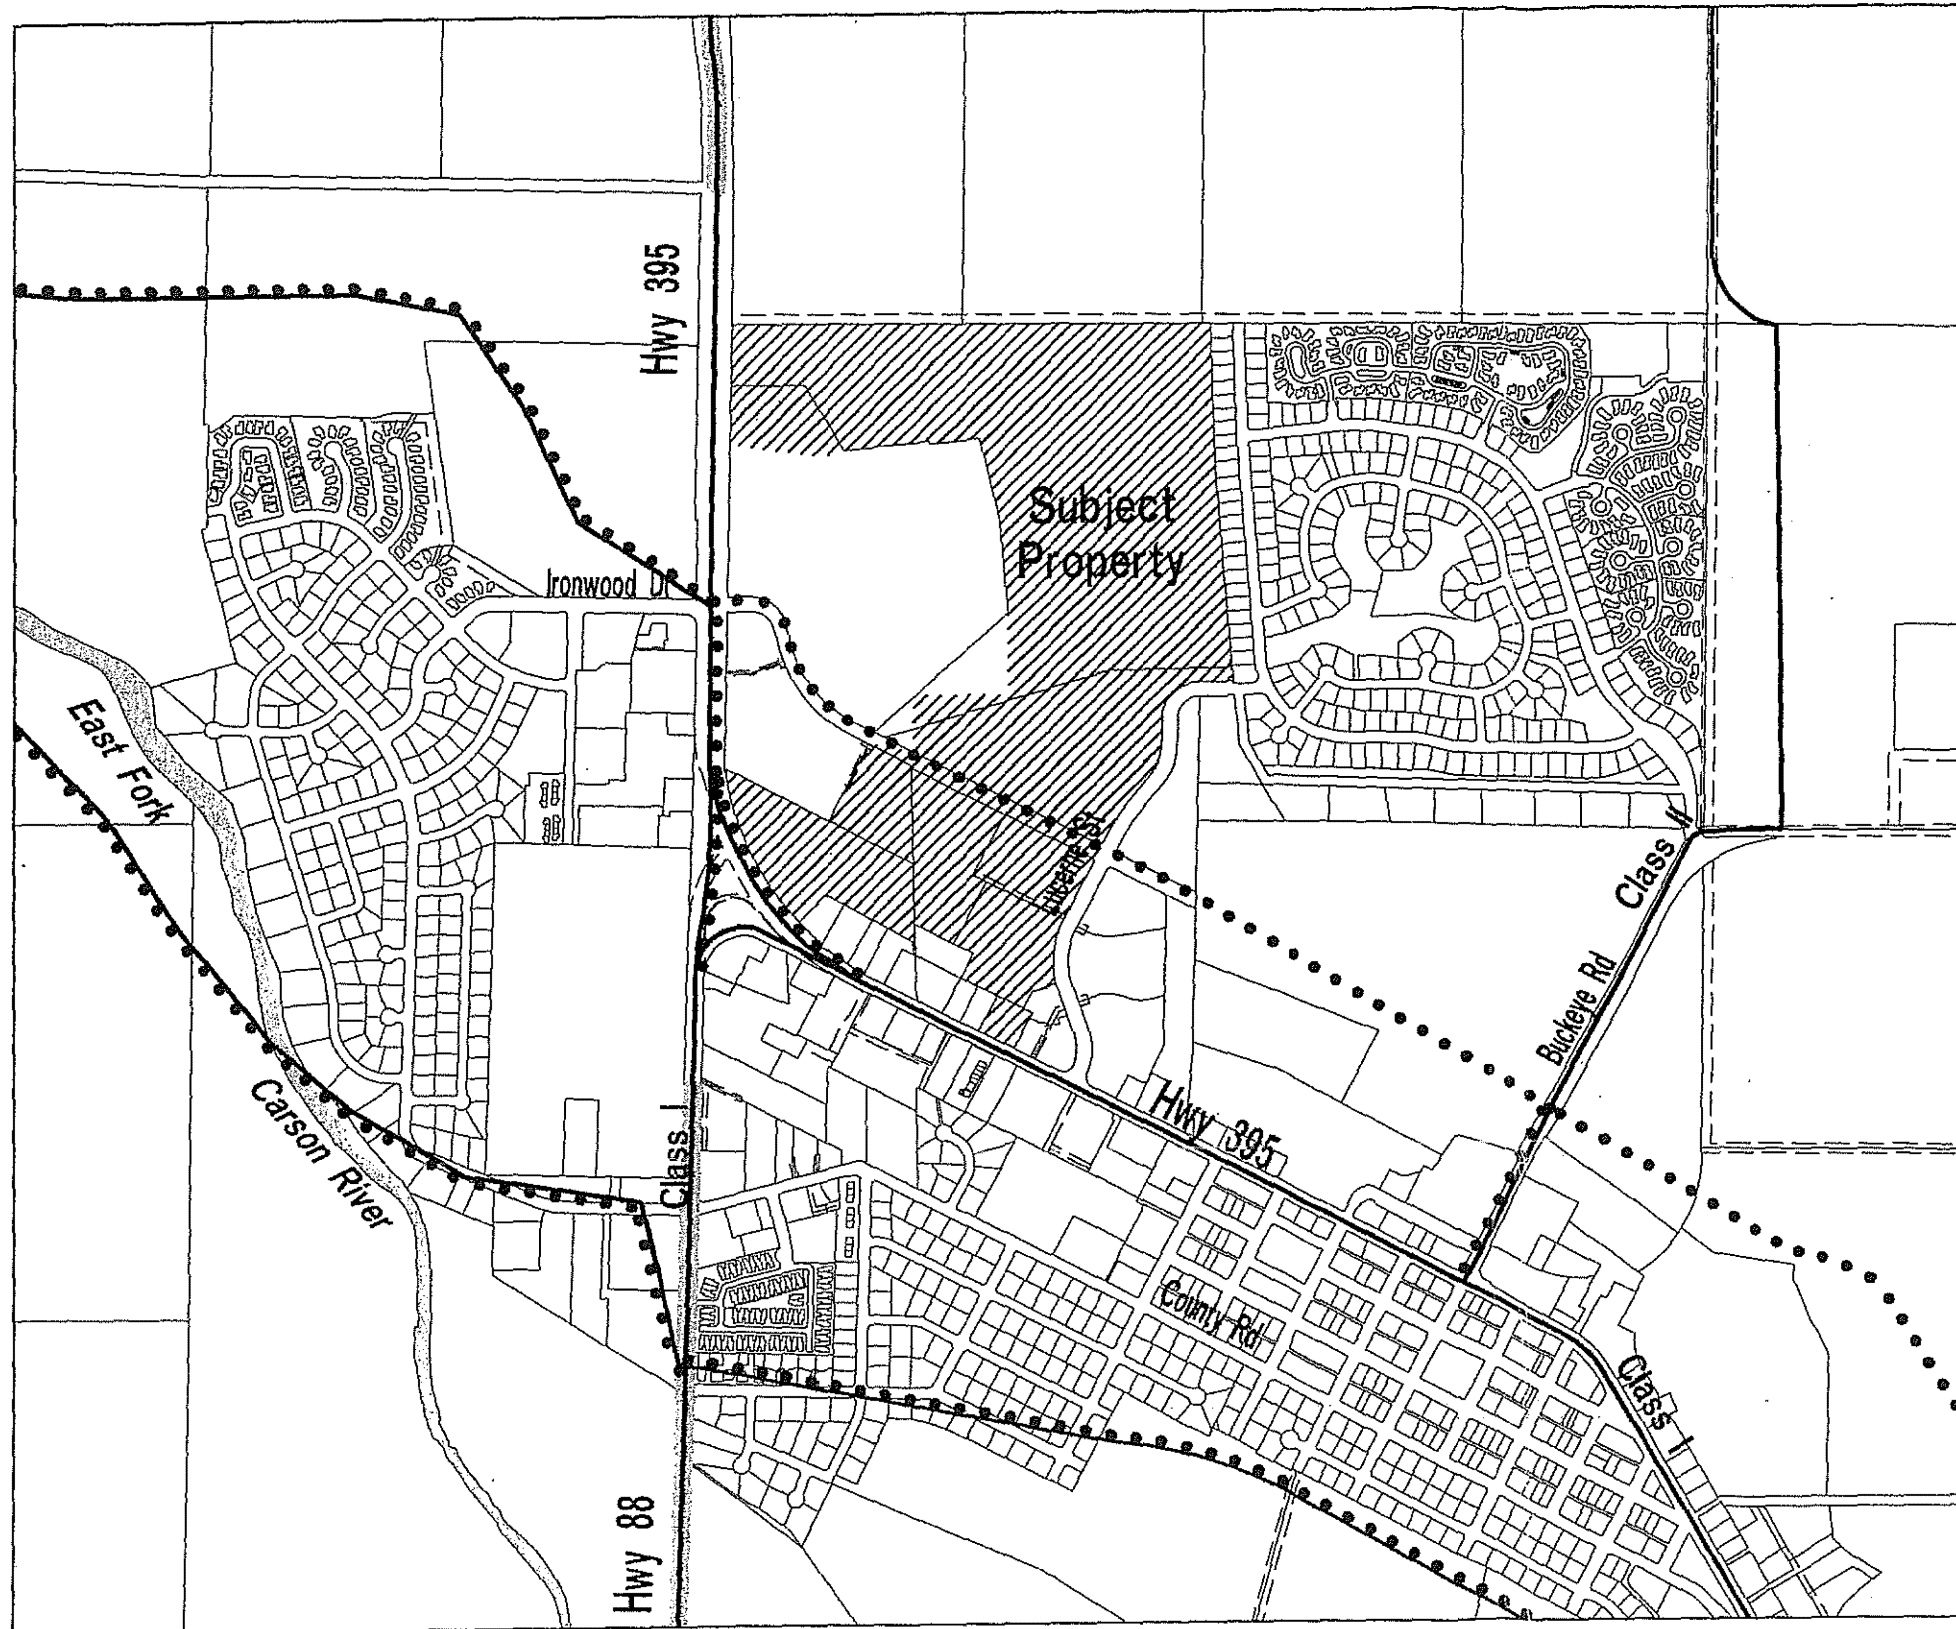 Hwy 395
Subject
Property
Ironwood Dr
East Fork
Lucerne St
Class II
Buckeye Rd
Carson River
Class I
Hwy 395
County Rd
Class I
Hwy 88